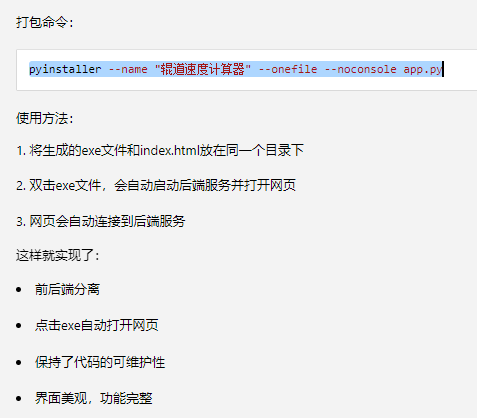 打包命令：
pyinstaller --name "辊道速度计算器" --onefile --noconsole app.py
使用方法：
1. 将生成的exe文件和index.html放在同一个目录下
2. 双击exe文件，会自动启动后端服务并打开网页
3. 网页会自动连接到后端服务
这样就实现了：
• 前后端分离
• 点击exe自动打开网页
• 保持了代码的可维护性
• 界面美观，功能完整